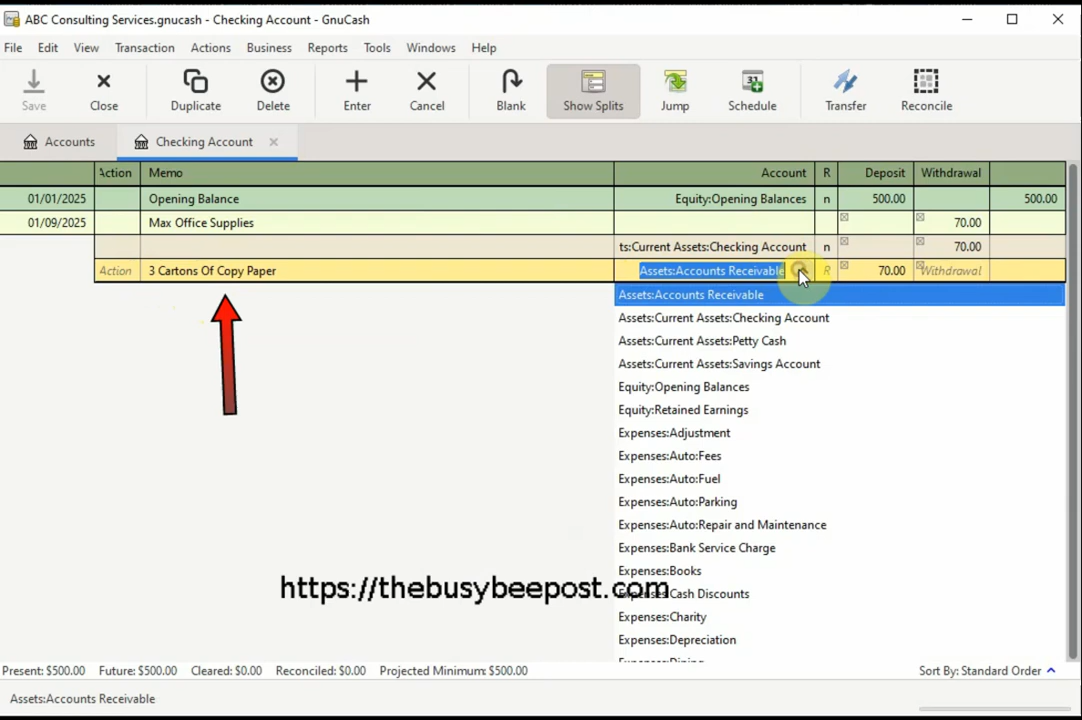 ABC Consulting Services.gnucash - Checking Account - GnuCash
File Edit View Transaction Actions Business Reports Tools Windows Help
Save Close Duplicate Delete Enter Cancel Blank Show Splits Jump Schedule Transfer Reconcile
Accounts Checking Account
Action Memo Account R Deposit Withdrawal
01/01/2025 Opening Balance Equity:Opening Balances n 500.00 500.00
01/09/2025 Max Office Supplies 70.00
ts:Current Assets:Checking Account n 70.00
Action 3 Cartons Of Copy Paper Assets:Accounts Receivable R 70.00 Withdrawal
Assets:Accounts Receivable
Assets:Current Assets:Checking Account
Assets:Current Assets:Petty Cash
Assets:Current Assets:Savings Account
Equity:Opening Balances
Equity:Retained Earnings
Expenses:Adjustment
Expenses:Auto:Fees
Expenses:Auto:Fuel
Expenses:Auto:Parking
Expenses:Auto:Repair and Maintenance
Expenses:Bank Service Charge
Expenses:Books
https://thebusybeepost.com
Expenses:Cash Discounts
Expenses:Charity
Expenses:Depreciation
Expenses:Dining
Present: $500.00 Future: $500.00 Cleared: $0.00 Reconciled: $0.00 Projected Minimum: $500.00 Sort By: Standard Order
Assets:Accounts Receivable